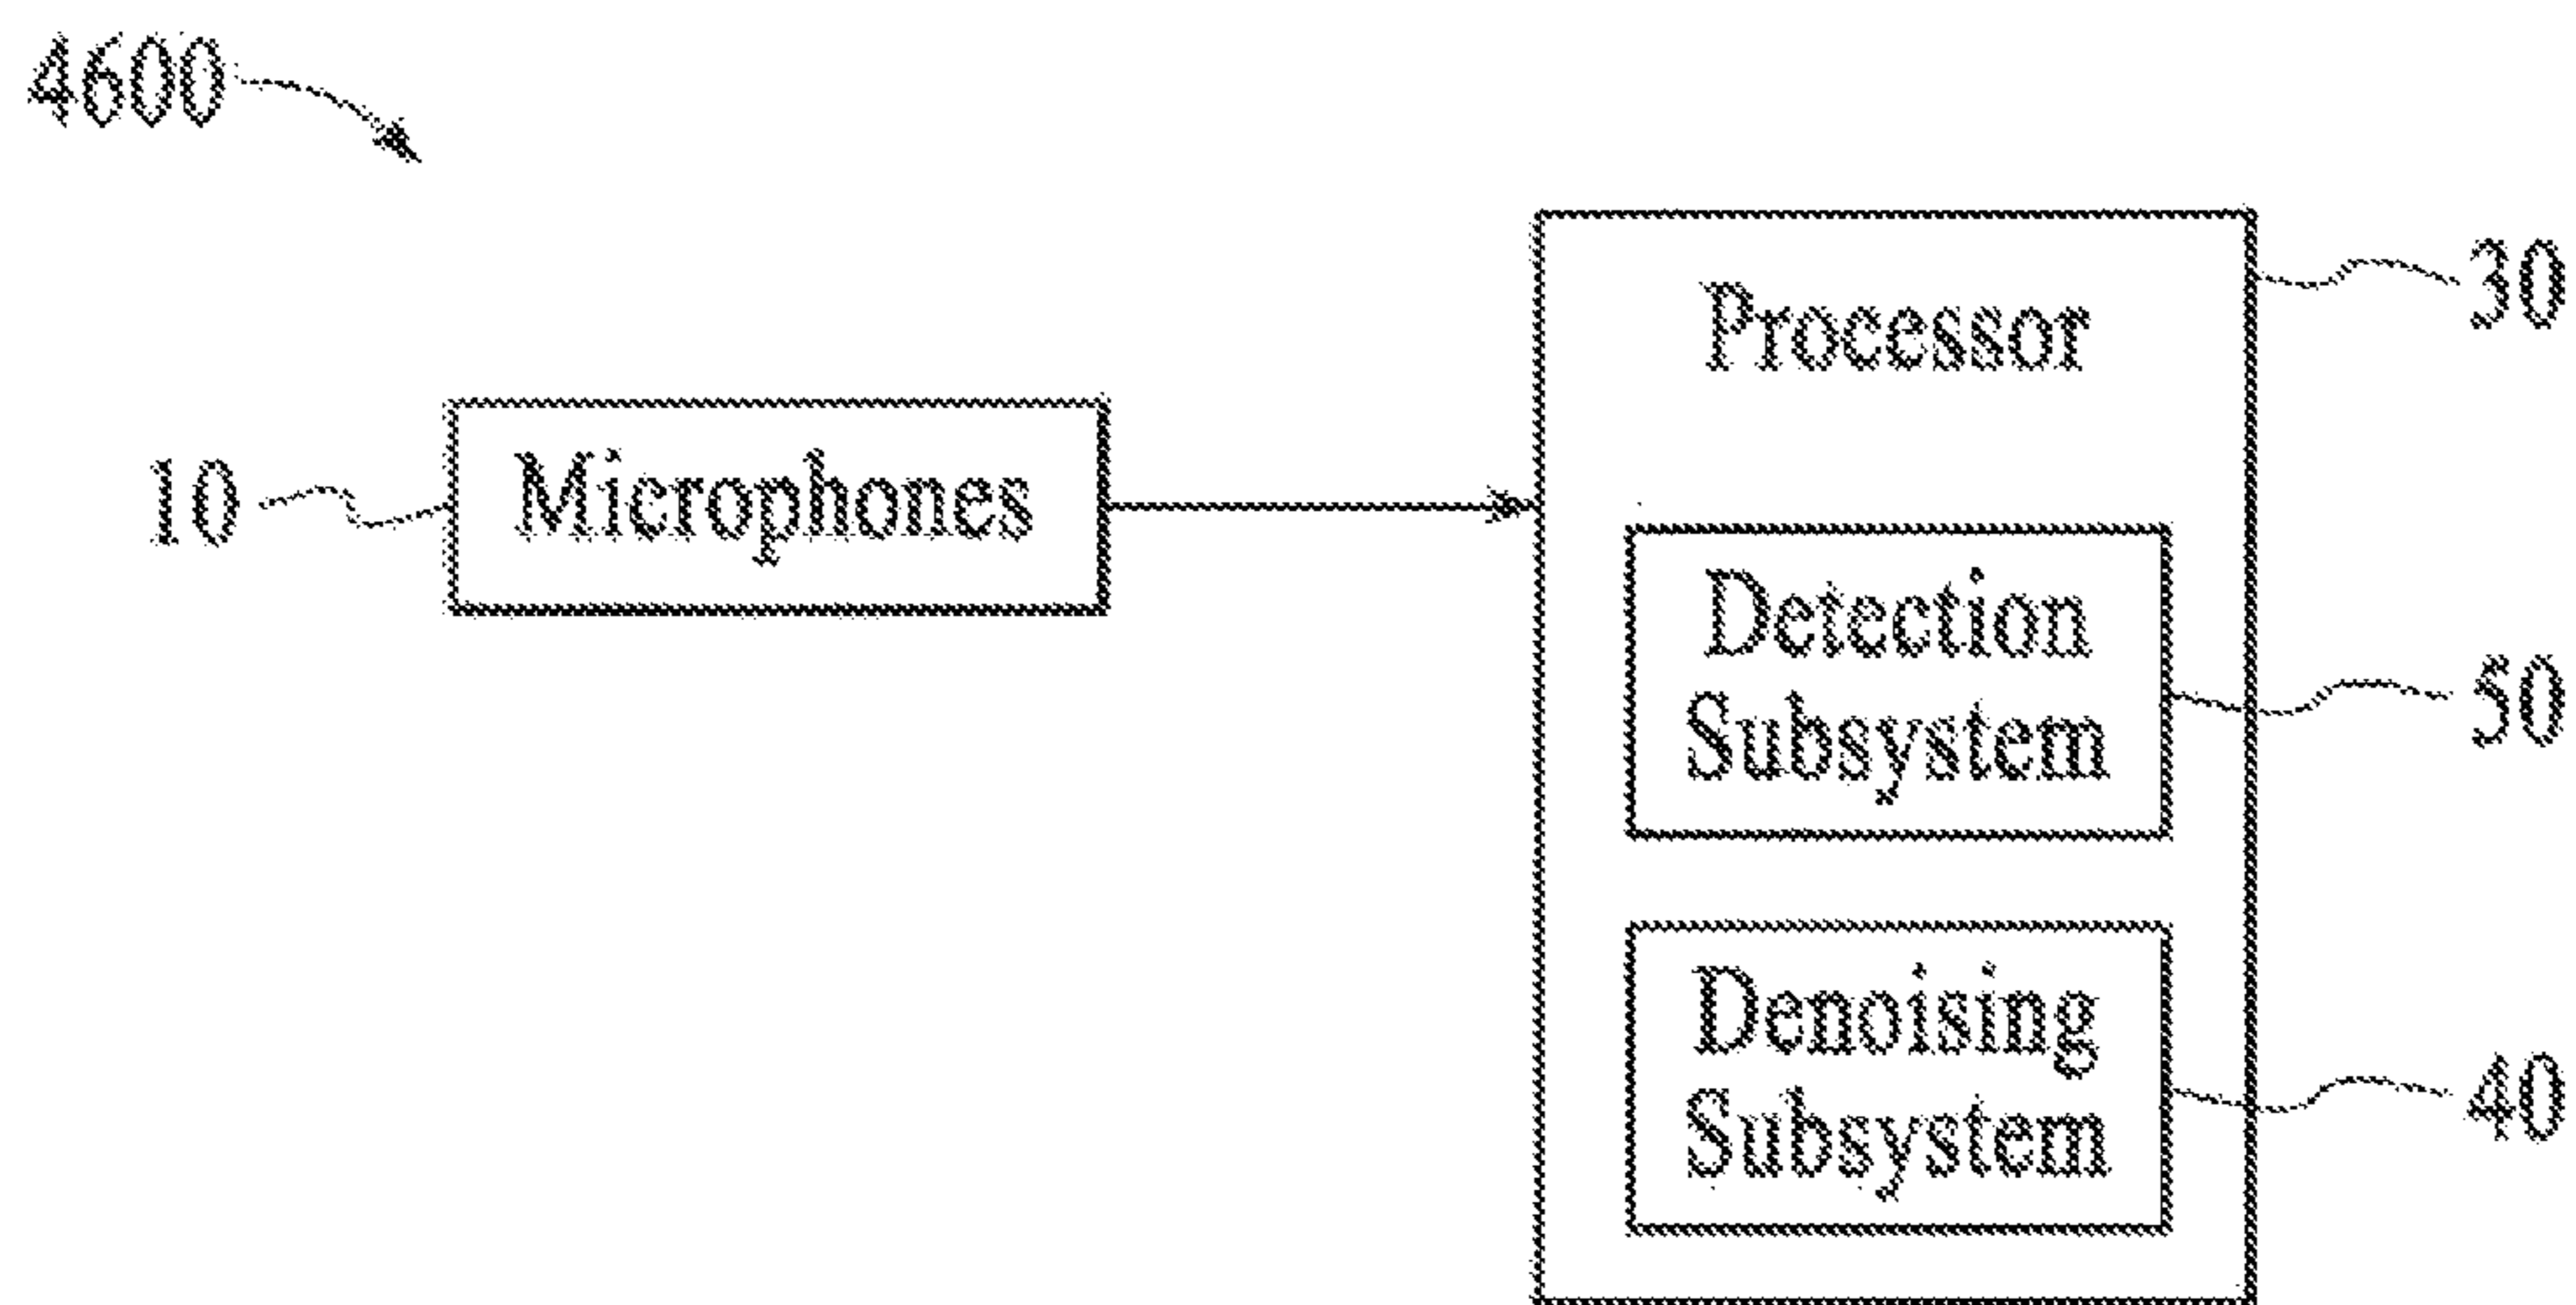 4600
Processor
30
10
Microphones
Detection
Subsystem
50
Denoising
Subsystem
40